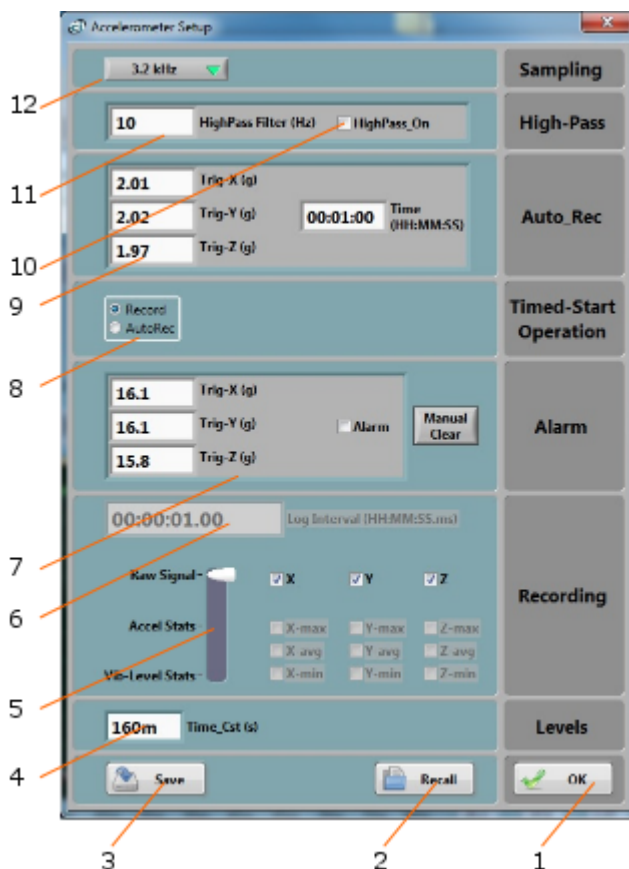 Accelerometer Setup
3.2 kHz
Sampling
12
10 HighPass Filter (Hz) HighPass_On
High-Pass
11
2.01 Trig-X (g)
2.02 Trig-Y (g)
00:01:00 Time
(HH:MM:SS)
1.97 Trig-Z (g)
Auto_Rec
10
9
Record
AutoRec
Timed-Start
Operation
8
16.1 Trig-X (g)
16.1 Trig-Y (g)
15.8 Trig-Z (g)
Alarm
Manual
Clear
Alarm
7
00:00:01.00 Log Interval (HH:MM:SS.ms)
6
Raw Signal X Y Z
Accel Stats X-max Y-max Z-max
X-avg Y-avg Z-avg
Vib-Level Stats X-min Y-min Z-min
Recording
5
160m Time_Cst (s)
Levels
4
Save
Recall
OK
3
2
1